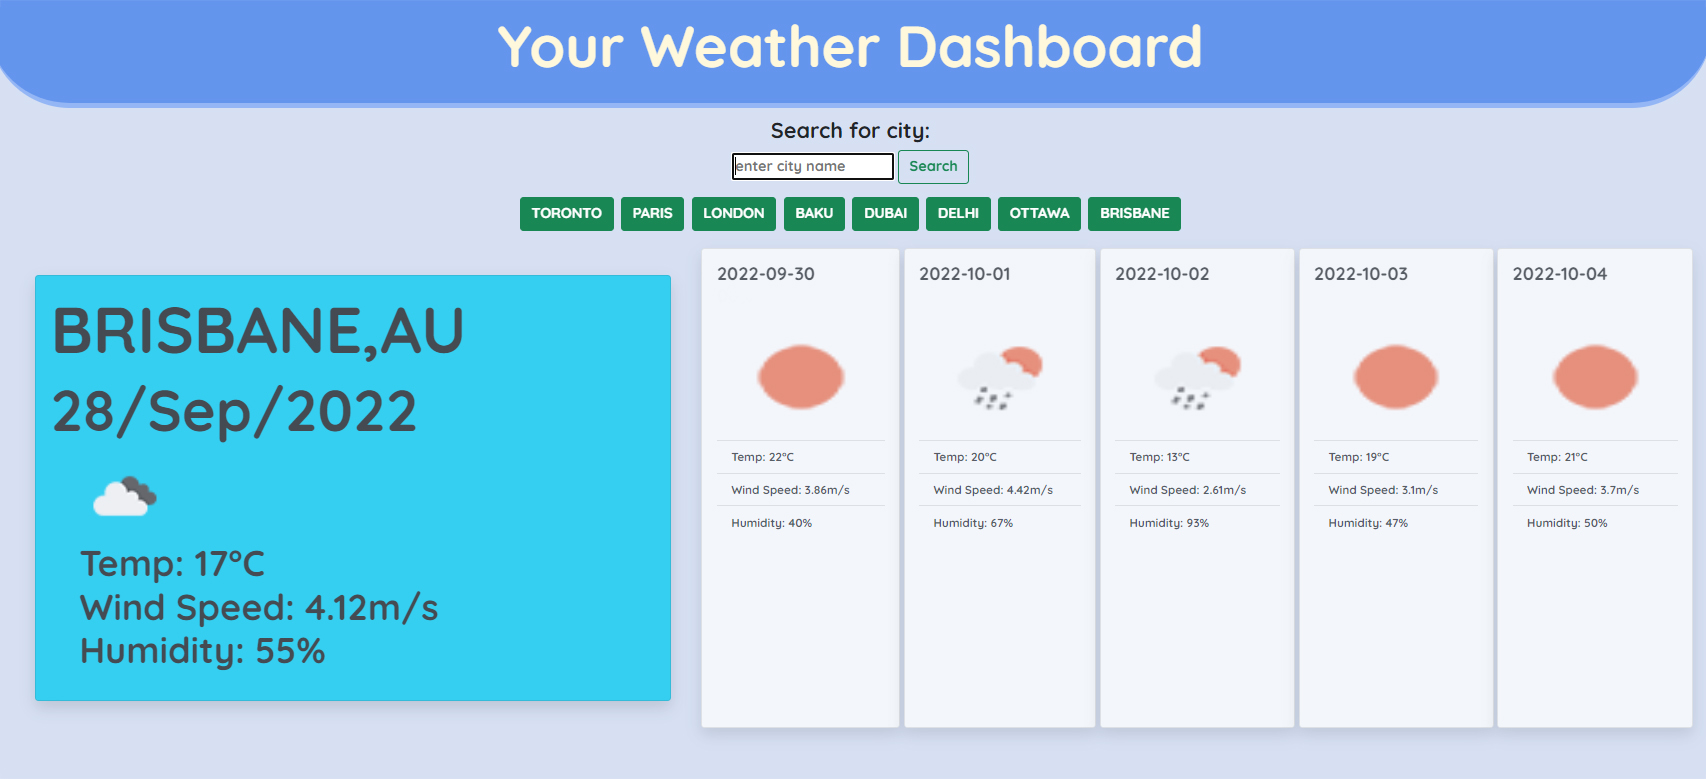 Your Weather Dashboard
Search for city:
enter city name Search
TORONTO PARIS LONDON BAKU DUBAI DELHI OTTAWA BRISBANE
BRISBANE,AU
28/Sep/2022
Temp: 17°C
Wind Speed: 4.12m/s
Humidity: 55%
2022-09-30
Temp: 22°C
Wind Speed: 3.86m/s
Humidity: 40%
2022-10-01
Temp: 20°C
Wind Speed: 4.42m/s
Humidity: 67%
2022-10-02
Temp: 13°C
Wind Speed: 2.61m/s
Humidity: 93%
2022-10-03
Temp: 19°C
Wind Speed: 3.1m/s
Humidity: 47%
2022-10-04
Temp: 21°C
Wind Speed: 3.7m/s
Humidity: 50%